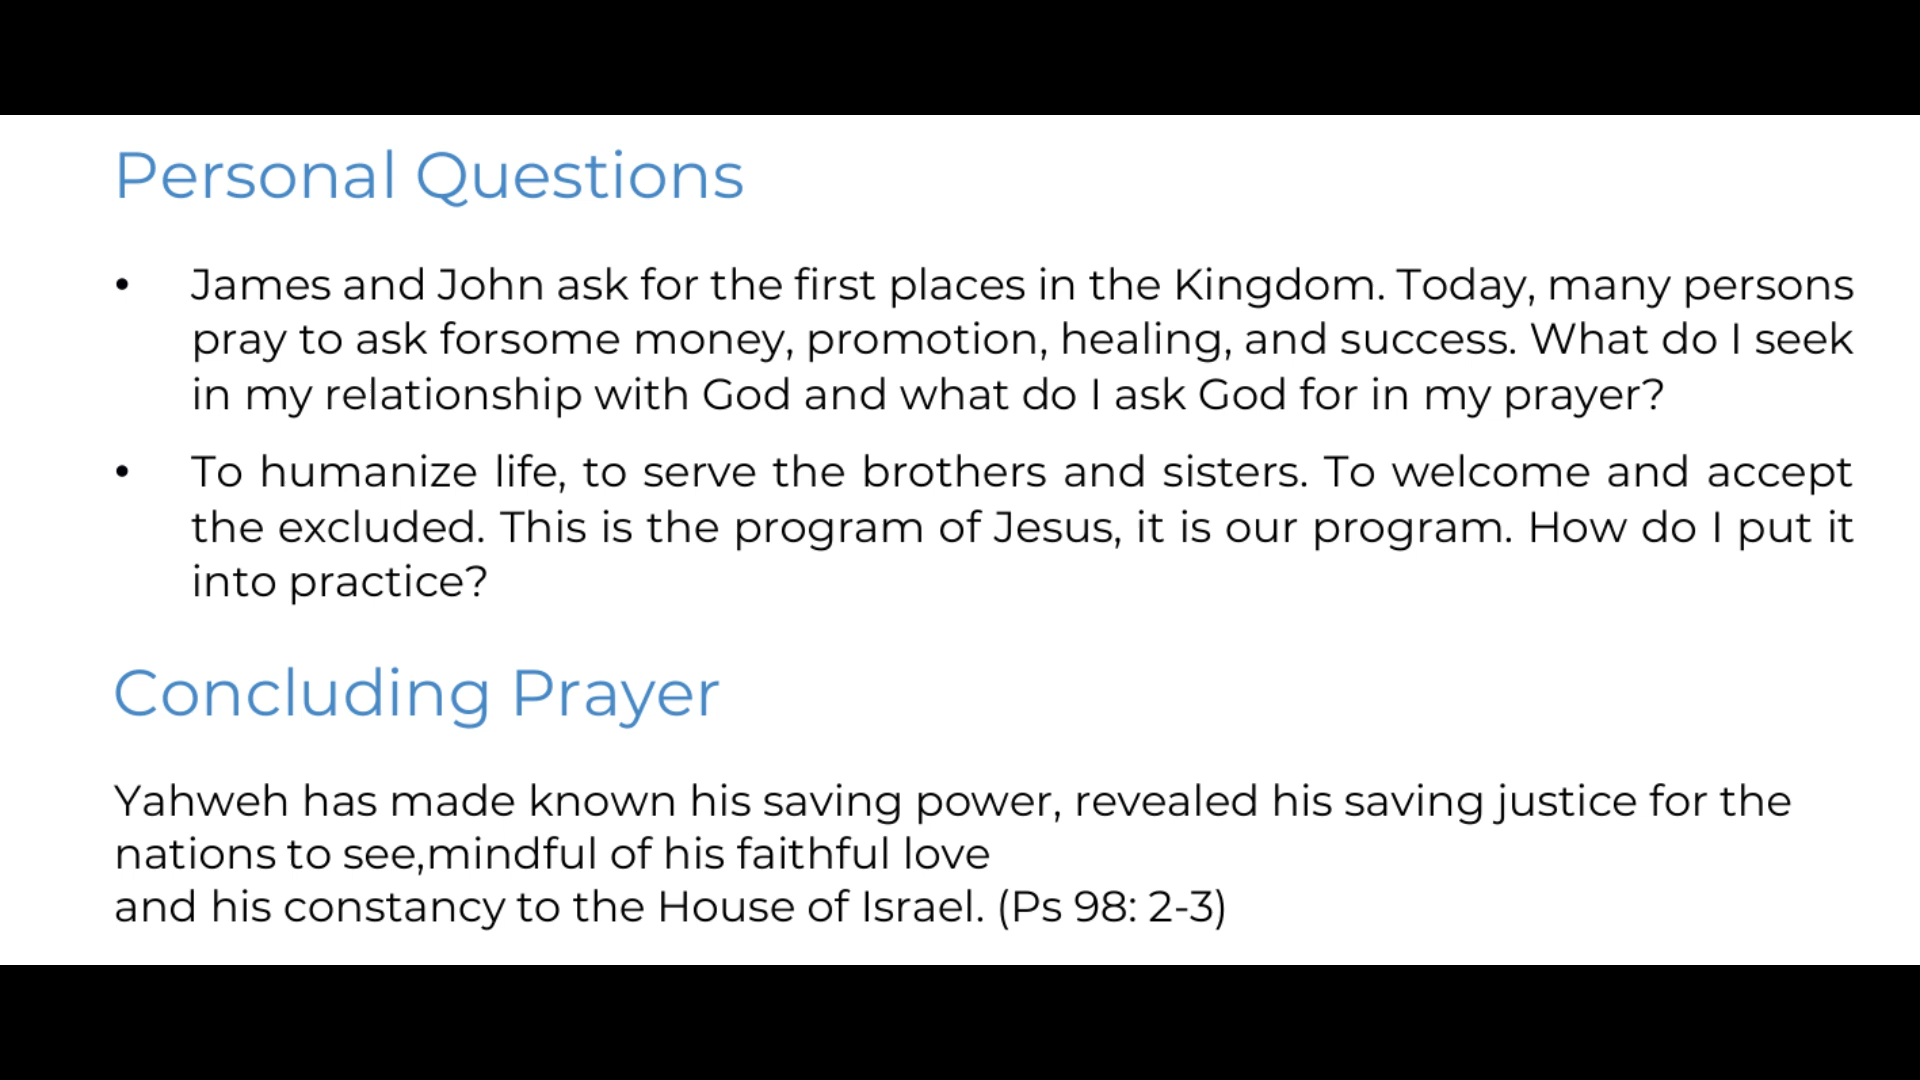 Personal Questions
• James and John ask for the first places in the Kingdom. Today, many persons
pray to ask forsome money, promotion, healing, and success. What do I seek
in my relationship with God and what do I ask God for in my prayer?
• To humanize life, to serve the brothers and sisters. To welcome and accept
the excluded. This is the program of Jesus, it is our program. How do I put it
into practice?
Concluding Prayer
Yahweh has made known his saving power, revealed his saving justice for the
nations to see,mindful of his faithful love
and his constancy to the House of Israel. (Ps 98: 2-3)